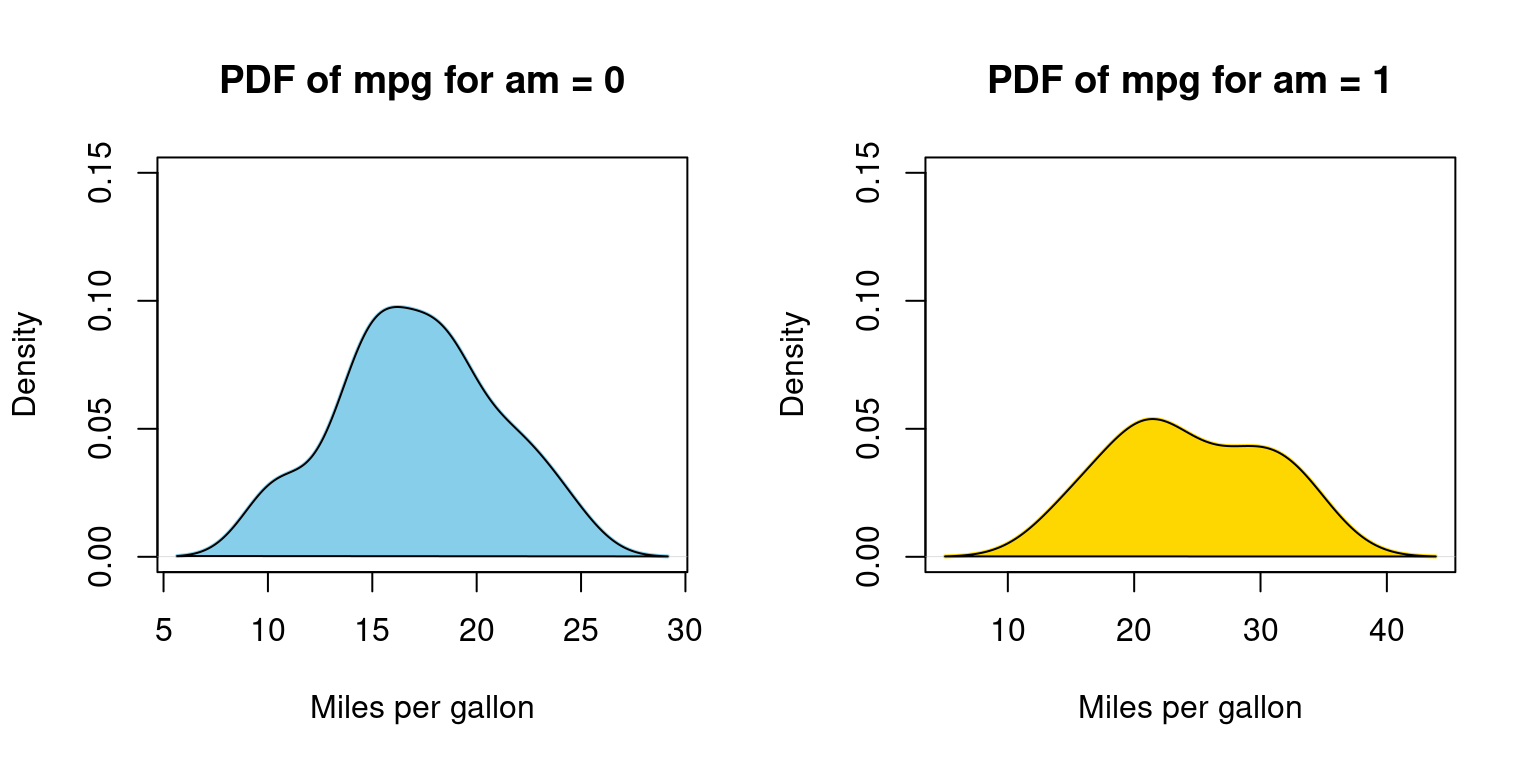 PDF of mpg for am = 0
Density
0.15
0.10
0.05
0.00
5 10 15 20 25 30
Miles per gallon
PDF of mpg for am = 1
Density
0.15
0.10
0.05
0.00
10 20 30 40
Miles per gallon